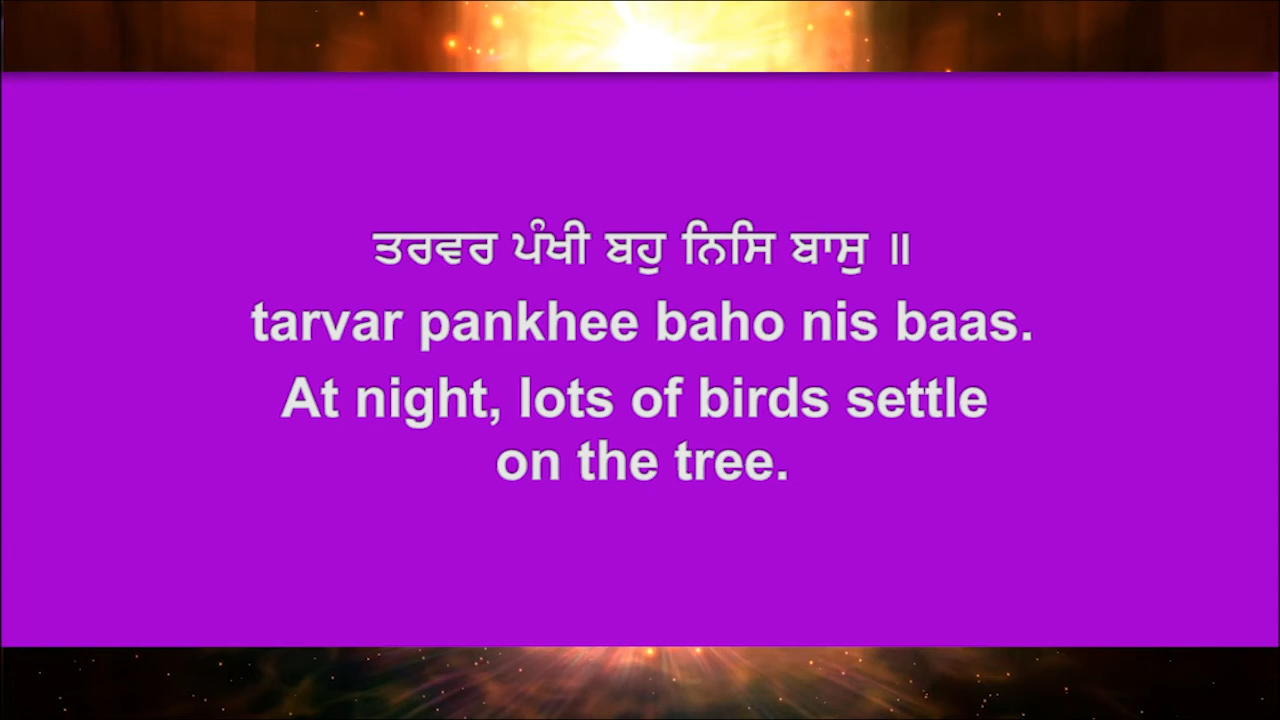 ਤਰਵਰ ਪੰਖੀ ਬਹੁ ਨਿਸਿ ਬਾਸੁ ॥
tarvar pankhee baho nis baas.
At night, lots of birds settle
on the tree.